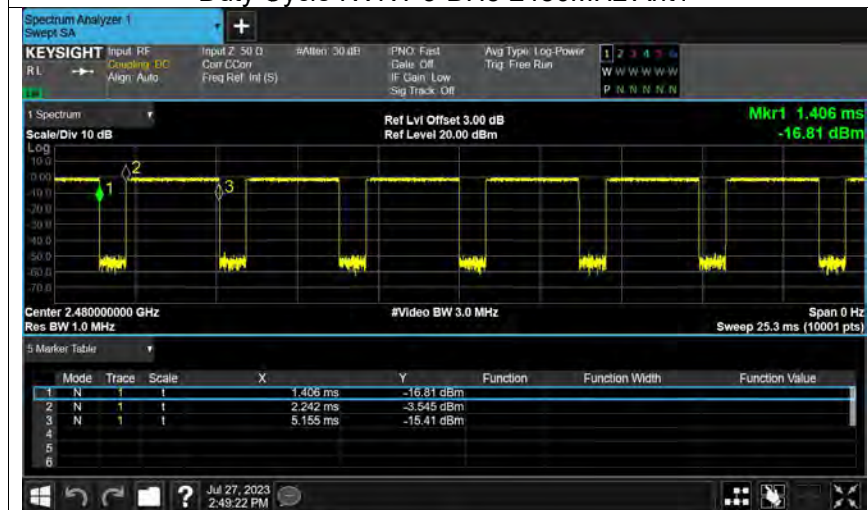 Spectrum Analyzer 1
Swept SA
+
KEYSIGHT Input: RF Input Z: 50 Ω #Atten: 30 dB PNO: Fast Avg Type: Log-Power 1 2 3 4 5 6
RL Coupling: DC Corr CCorr Gate: Off Trig: Free Run W W W W W W
Align: Auto Freq Ref: Int (S) IF Gain: Low P N N N N N
Sig Track: Off
1 Spectrum Ref Lvl Offset 3.00 dB Mkr1 1.406 ms
Scale/Div 10 dB Ref Level 20.00 dBm -16.81 dBm
Log
10.0
0.00
-10.0
-20.0
-30.0
-40.0
-50.0
-60.0
-70.0
1
2
3
Center 2.480000000 GHz #Video BW 3.0 MHz Span 0 Hz
Res BW 1.0 MHz Sweep 25.3 ms (10001 pts)
5 Marker Table
Mode Trace Scale X Y Function Function Width Function Value
1 N 1 t 1.406 ms -16.81 dBm
2 N 1 t 2.242 ms -3.545 dBm
3 N 1 t 5.155 ms -15.41 dBm
4
5
6
? Jul 27, 2023
2:49:22 PM